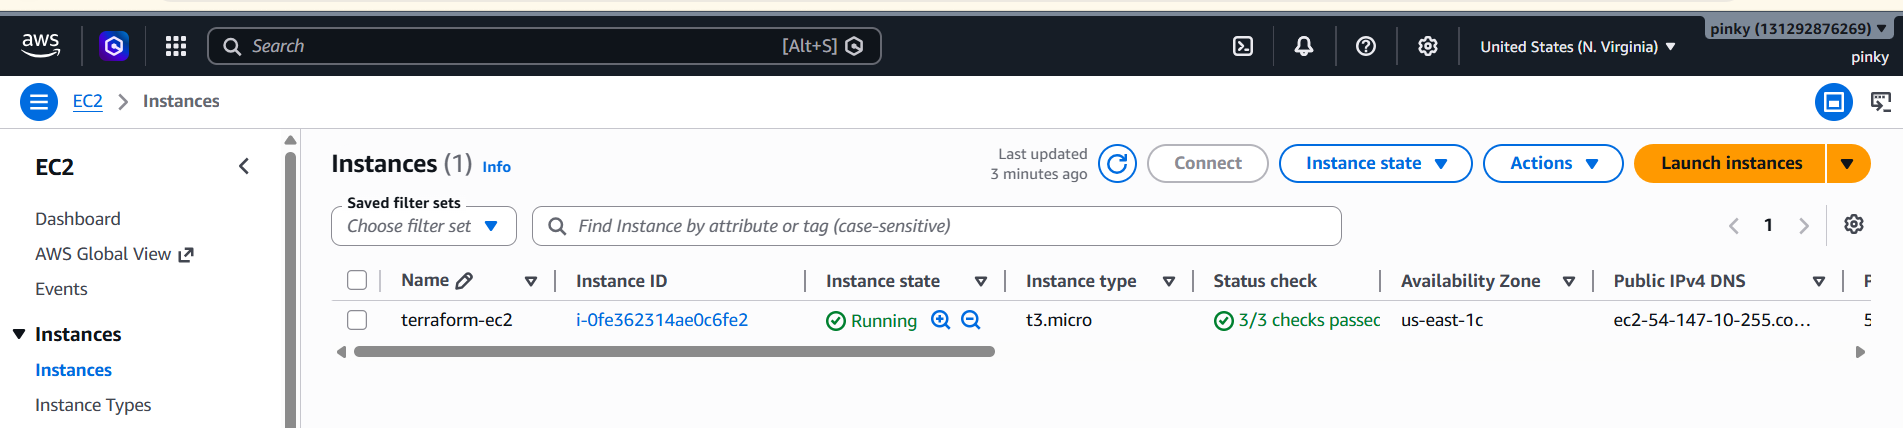 aws
Search
[Alt+S]
United States (N. Virginia)
pinky (131292876269)
pinky
EC2
Instances
EC2
Dashboard
AWS Global View
Events
Instances
Instances
Instance Types
Instances (1) Info
Last updated
3 minutes ago
Connect
Instance state
Actions
Launch instances
Saved filter sets
Choose filter set
Find Instance by attribute or tag (case-sensitive)
1
Name Instance ID Instance state Instance type Status check Availability Zone Public IPv4 DNS
terraform-ec2 i-0fe362314ae0c6fe2 Running t3.micro 3/3 checks passed us-east-1c ec2-54-147-10-255.co... 5